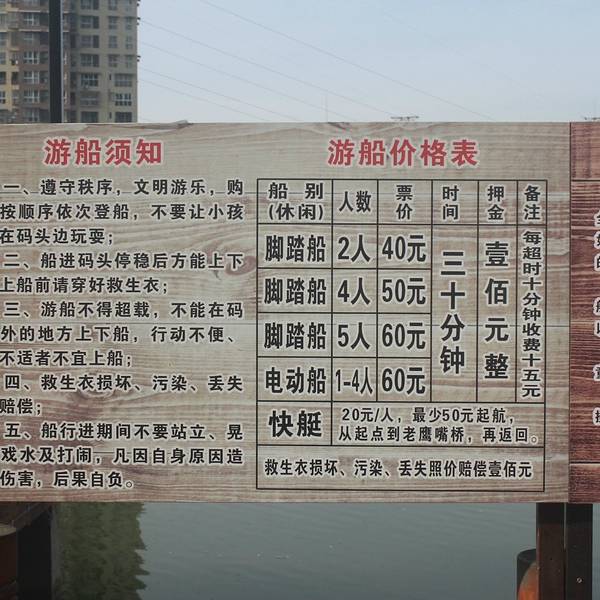 游船须知
一、遵守秩序，文明游乐，购
按顺序依次登船，不要让小孩
在码头边玩耍；
二、船进码头停稳后方能上下
上船前请穿好救生衣；
三、游船不得超载，不能在码
外的地方上下船，行动不便、
不适者不宜上船；
四、救生衣损坏、污染、丢失
赔偿；
五、船行进期间不要站立、晃
戏水及打闹，凡因自身原因造
伤害，后果自负。
游船价格表
船 别 人数 票 时 押 备
(休闲) 价 间 金 注
脚踏船 2人 40元
脚踏船 4人 50元
脚踏船 5人 60元
电动船 1-4人 60元
三十分钟
壹佰元整
每超时十分钟收费十五元
快艇 20元/人，最少50元起航，
从起点到老鹰嘴桥，再返回。
救生衣损坏、污染、丢失照价赔偿壹佰元